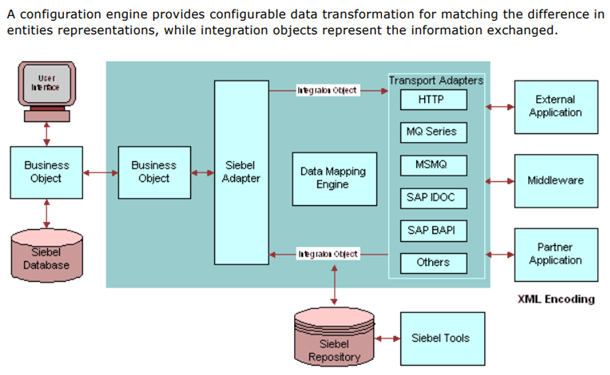 A configuration engine provides configurable data transformation for matching the difference in
entities representations, while integration objects represent the information exchanged.
User
Interface
Business
Object
Siebel
Database
Business
Object
Siebel
Adapter
Integration Object
Data Mapping
Engine
Integration Object
Transport Adapters
HTTP
MQ Series
MSMQ
SAP IDOC
SAP BAPI
Others
External
Application
Middleware
Partner
Application
XML Encoding
Siebel
Repository
Siebel Tools